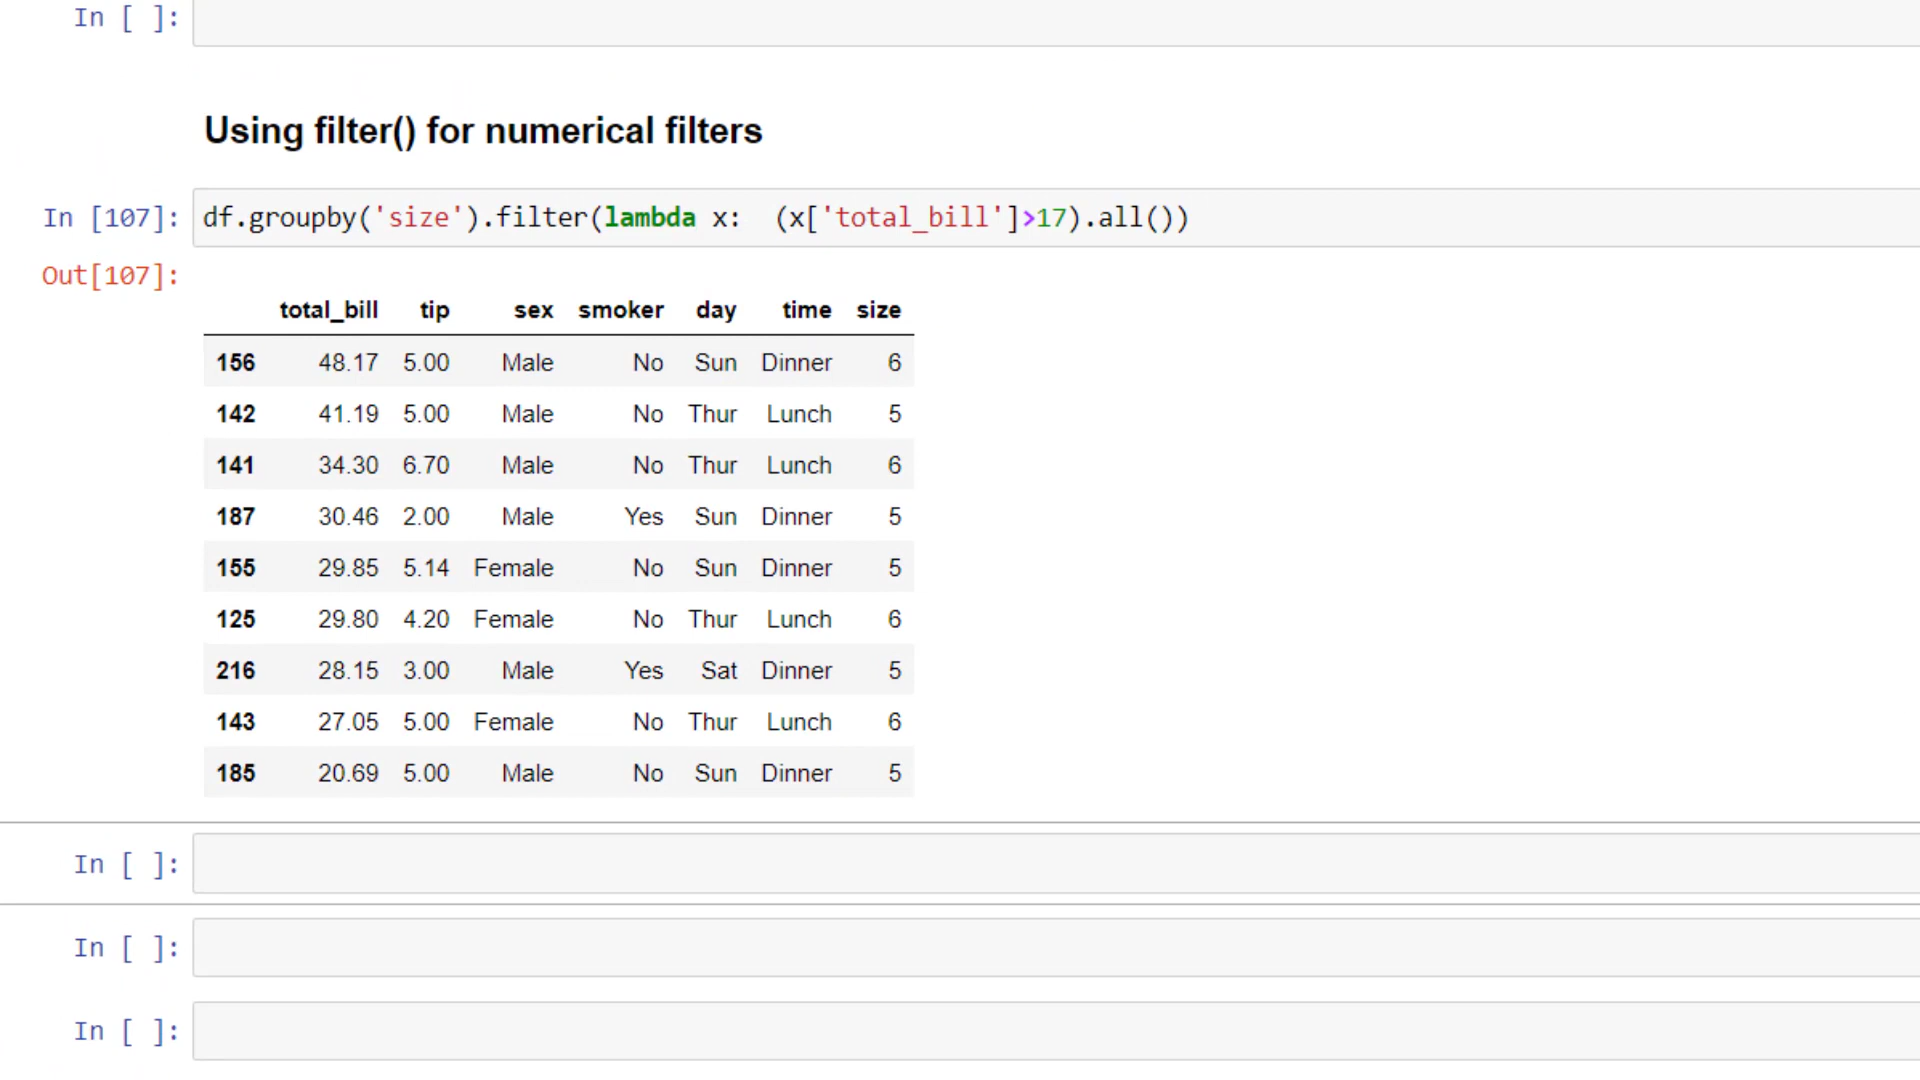 In [ ]:
Using filter() for numerical filters
In [107]: df.groupby('size').filter(lambda x:  (x['total_bill']>17).all())
Out[107]:
total_bill tip sex smoker day time size
156 48.17 5.00 Male No Sun Dinner 6
142 41.19 5.00 Male No Thur Lunch 5
141 34.30 6.70 Male No Thur Lunch 6
187 30.46 2.00 Male Yes Sun Dinner 5
155 29.85 5.14 Female No Sun Dinner 5
125 29.80 4.20 Female No Thur Lunch 6
216 28.15 3.00 Male Yes Sat Dinner 5
143 27.05 5.00 Female No Thur Lunch 6
185 20.69 5.00 Male No Sun Dinner 5
In [ ]:
In [ ]:
In [ ]: